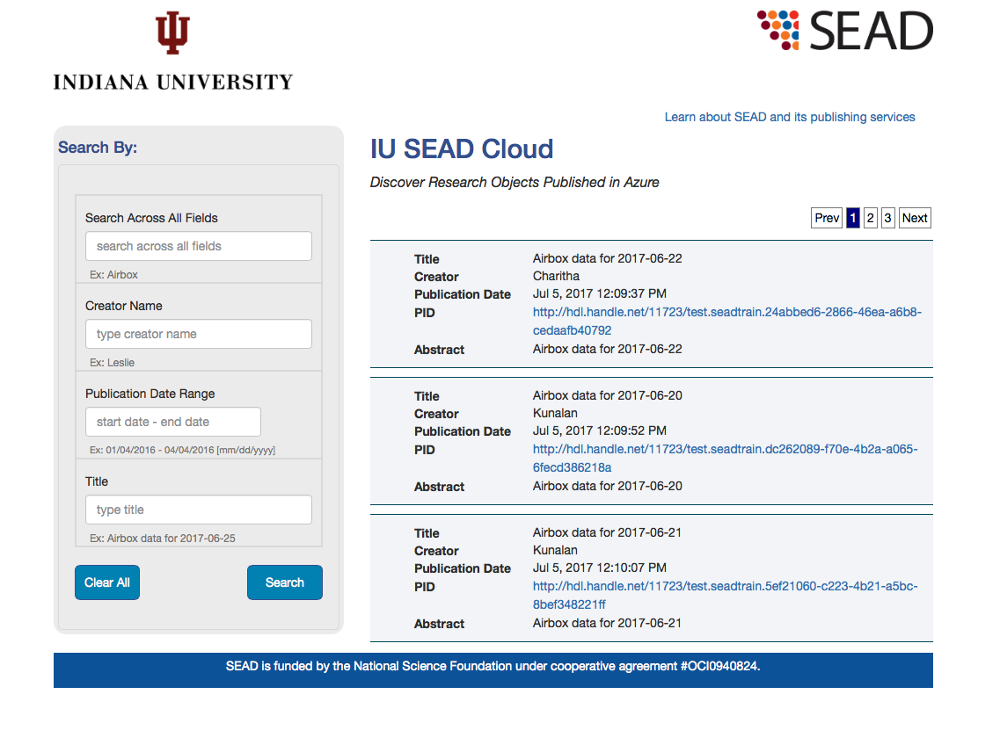 INDIANA UNIVERSITY
SEAD
Learn about SEAD and its publishing services
Search By:
Search Across All Fields
search across all fields
Ex: Airbox
Creator Name
type creator name
Ex: Leslie
Publication Date Range
start date - end date
Ex: 01/04/2016 - 04/04/2016 [mm/dd/yyyy]
Title
type title
Ex: Airbox data for 2017-06-25
Clear All Search
IU SEAD Cloud
Discover Research Objects Published in Azure
Prev 1 2 3 Next
Title Airbox data for 2017-06-22
Creator Charitha
Publication Date Jul 5, 2017 12:09:37 PM
PID http://hdl.handle.net/11723/test.seadtrain.24abbed6-2866-46ea-a6b8-
cedaafb40792
Abstract Airbox data for 2017-06-22
Title Airbox data for 2017-06-20
Creator Kunalan
Publication Date Jul 5, 2017 12:09:52 PM
PID http://hdl.handle.net/11723/test.seadtrain.dc262089-f70e-4b2a-a065-
6fecd386218a
Abstract Airbox data for 2017-06-20
Title Airbox data for 2017-06-21
Creator Kunalan
Publication Date Jul 5, 2017 12:10:07 PM
PID http://hdl.handle.net/11723/test.seadtrain.5ef21060-c223-4b21-a5bc-
8bef348221ff
Abstract Airbox data for 2017-06-21
SEAD is funded by the National Science Foundation under cooperative agreement #OCI0940824.